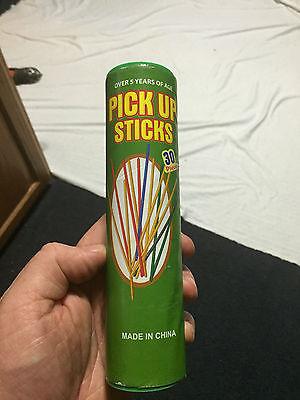 OVER 5 YEARS OF AGE
PICK UP
STICKS
30
MADE IN CHINA